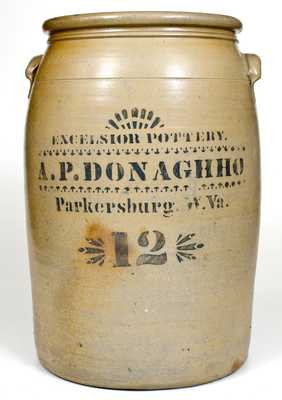 EXCELSIOR POTTERY.
A.P. DONAGHHO
Parkersburg. W.Va.
12